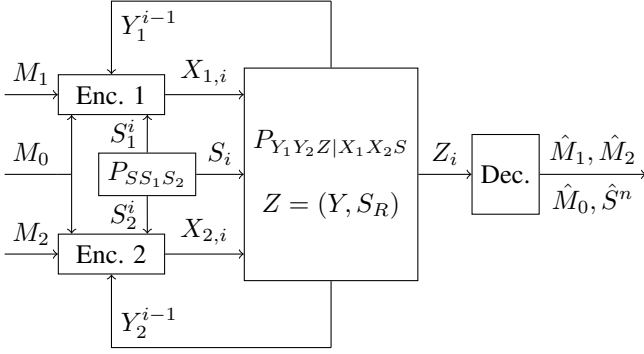 Y_1^{i-1}
M_1
Enc. 1
X_{1,i}
S_1^i
P_{Y_1Y_2Z|X_1X_2S}
M_0
P_{SS_1S_2}
S_i
Z_i
Dec.
\hat{M}_1, \hat{M}_2
Z = (Y, S_R)
\hat{M}_0, \hat{S}^n
S_2^i
M_2
Enc. 2
X_{2,i}
Y_2^{i-1}